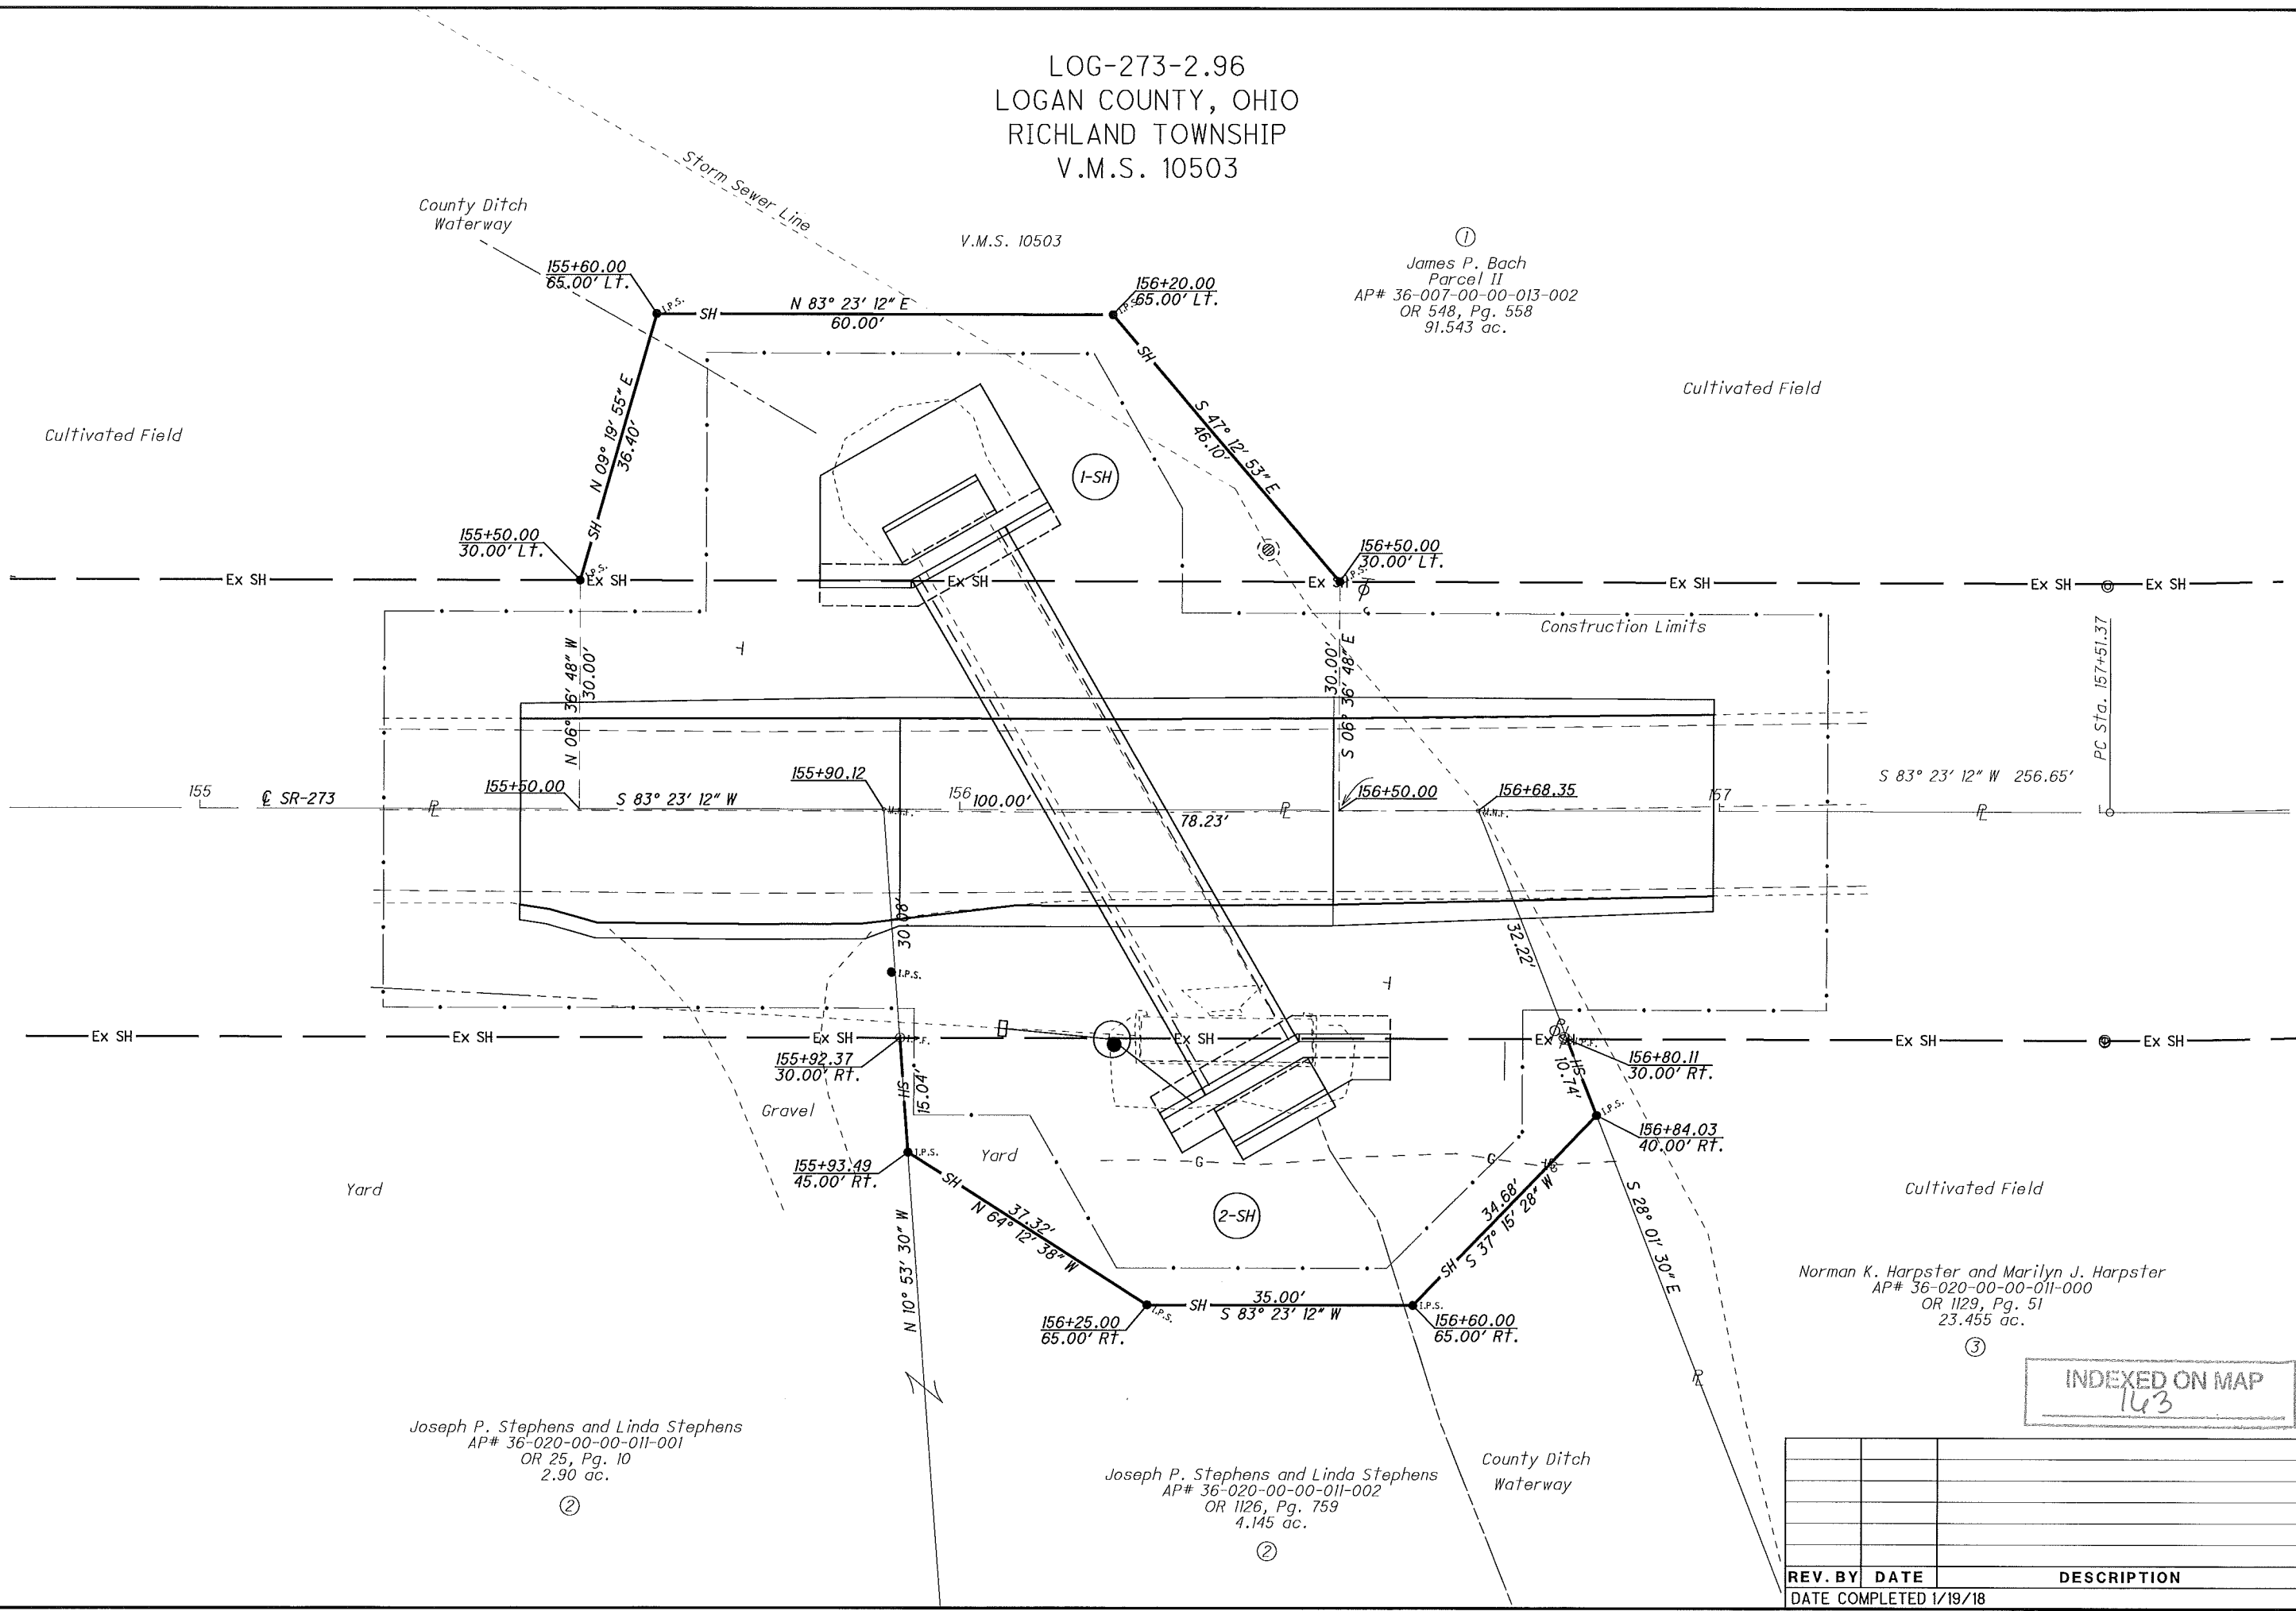 LOG-273-2.96
LOGAN COUNTY, OHIO
RICHLAND TOWNSHIP
V.M.S. 10503
Storm Sewer Line
County Ditch
Waterway
V.M.S. 10503
1
James P. Bach
Parcel II
AP# 36-007-00-00-013-002
OR 548, Pg. 558
91.543 ac.
155+60.00
65.00' LT.
I.P.S.
SH
N 83° 23' 12" E
60.00'
156+20.00
65.00' LT.
I.P.S.
SH
Cultivated Field
Cultivated Field
N 09° 19' 55" E
36.40'
SH
S 47° 12' 53" E
46.10'
1-SH
155+50.00
30.00' LT.
I.P.S.
156+50.00
30.00' LT.
I.P.S.
Ex SH
Ex SH
Ex SH
Ex SH
Ex SH
Ex SH
Ex SH
Construction Limits
N 06° 36' 48" W
30.00'
30.00'
S 06° 36' 48" E
PC Sta. 157+51.37
155
℄ SR-273
PL
155+50.00
S 83° 23' 12" W
155+90.12
M.N.F.
156
100.00'
78.23'
PL
156+50.00
156+68.35
M.N.F.
157
S 83° 23' 12" W 256.65'
PL
30.08'
32.22'
I.P.S.
Ex SH
Ex SH
Ex SH
Ex SH
Ex SH
Ex SH
Ex SH
155+92.37
30.00' RT.
I.P.F.
SH
15.04'
156+80.11
30.00' RT.
I.P.F.
SH
10.74'
Gravel
I.P.S.
156+84.03
40.00' RT.
155+93.49
45.00' RT.
I.P.S.
Yard
G
G
Yard
Cultivated Field
SH
37.32'
N 64° 12' 38" W
2-SH
34.68'
S 37° 15' 28" W
SH
N 10° 53' 30" W
S 28° 01' 30" E
35.00'
SH
S 83° 23' 12" W
I.P.S.
I.P.S.
156+25.00
65.00' RT.
156+60.00
65.00' RT.
Norman K. Harpster and Marilyn J. Harpster
AP# 36-020-00-00-011-000
OR 1129, Pg. 51
23.455 ac.
3
PL
INDEXED ON MAP
163
Joseph P. Stephens and Linda Stephens
AP# 36-020-00-00-011-001
OR 25, Pg. 10
2.90 ac.
2
Joseph P. Stephens and Linda Stephens
AP# 36-020-00-00-011-002
OR 1126, Pg. 759
4.145 ac.
2
County Ditch
Waterway
REV. BY DATE DESCRIPTION
DATE COMPLETED 1/19/18